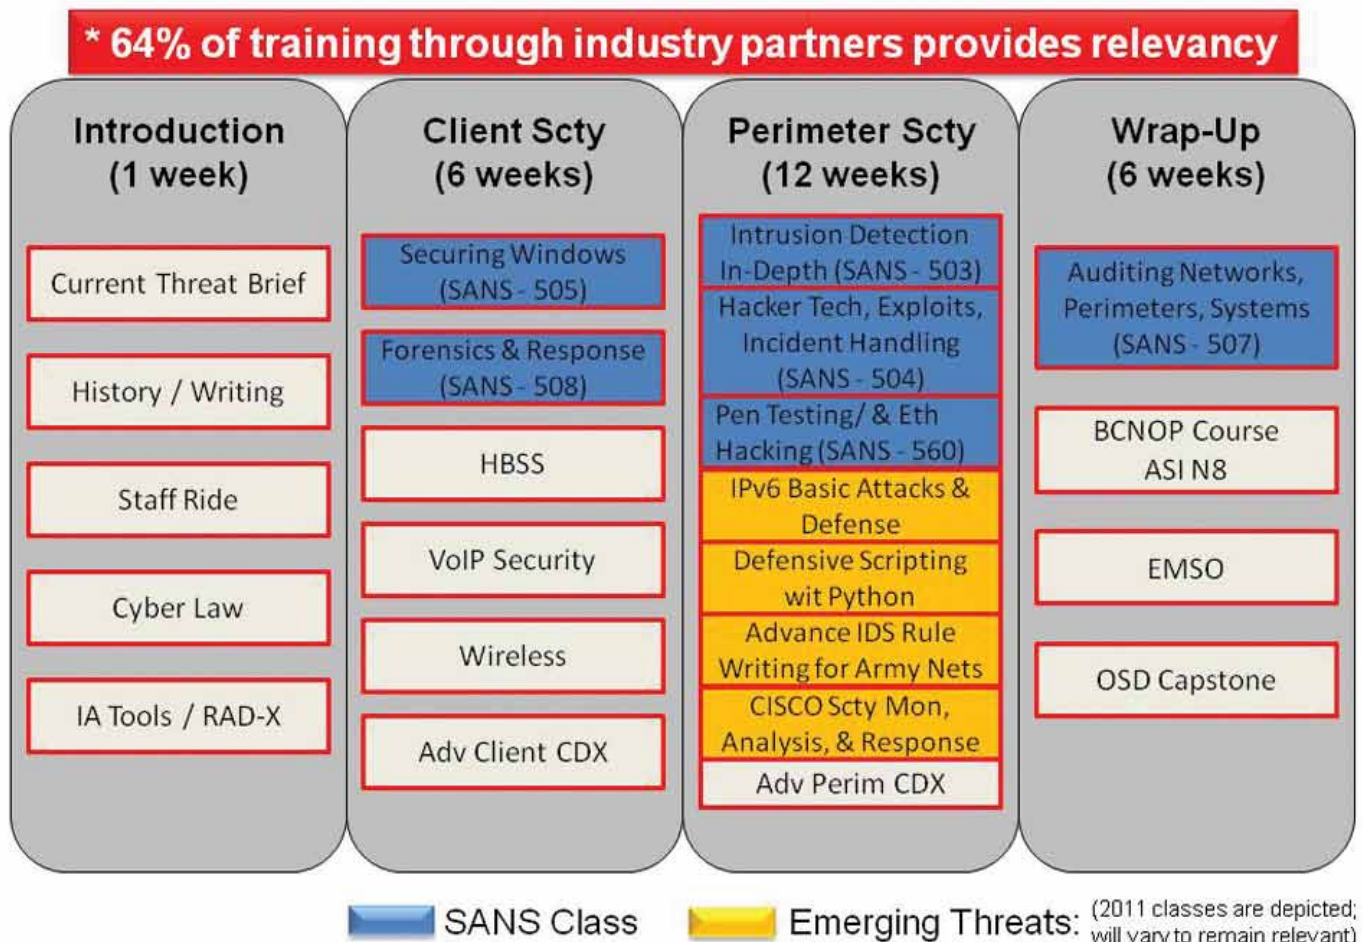 * 64% of training through industry partners provides relevancy
Introduction
(1 week)
Current Threat Brief
History / Writing
Staff Ride
Cyber Law
IA Tools / RAD-X
Client Scty
(6 weeks)
Securing Windows
(SANS - 505)
Forensics & Response
(SANS - 508)
HBSS
VoIP Security
Wireless
Adv Client CDX
Perimeter Scty
(12 weeks)
Intrusion Detection
In-Depth (SANS - 503)
Hacker Tech, Exploits,
Incident Handling
(SANS - 504)
Pen Testing/ & Eth
Hacking (SANS - 560)
IPv6 Basic Attacks &
Defense
Defensive Scripting
wit Python
Advance IDS Rule
Writing for Army Nets
CISCO Scty Mon,
Analysis, & Response
Adv Perim CDX
Wrap-Up
(6 weeks)
Auditing Networks,
Perimeters, Systems
(SANS - 507)
BCNOP Course
ASI N8
EMSO
OSD Capstone
SANS Class
Emerging Threats:
(2011 classes are depicted;
will vary to remain relevant)